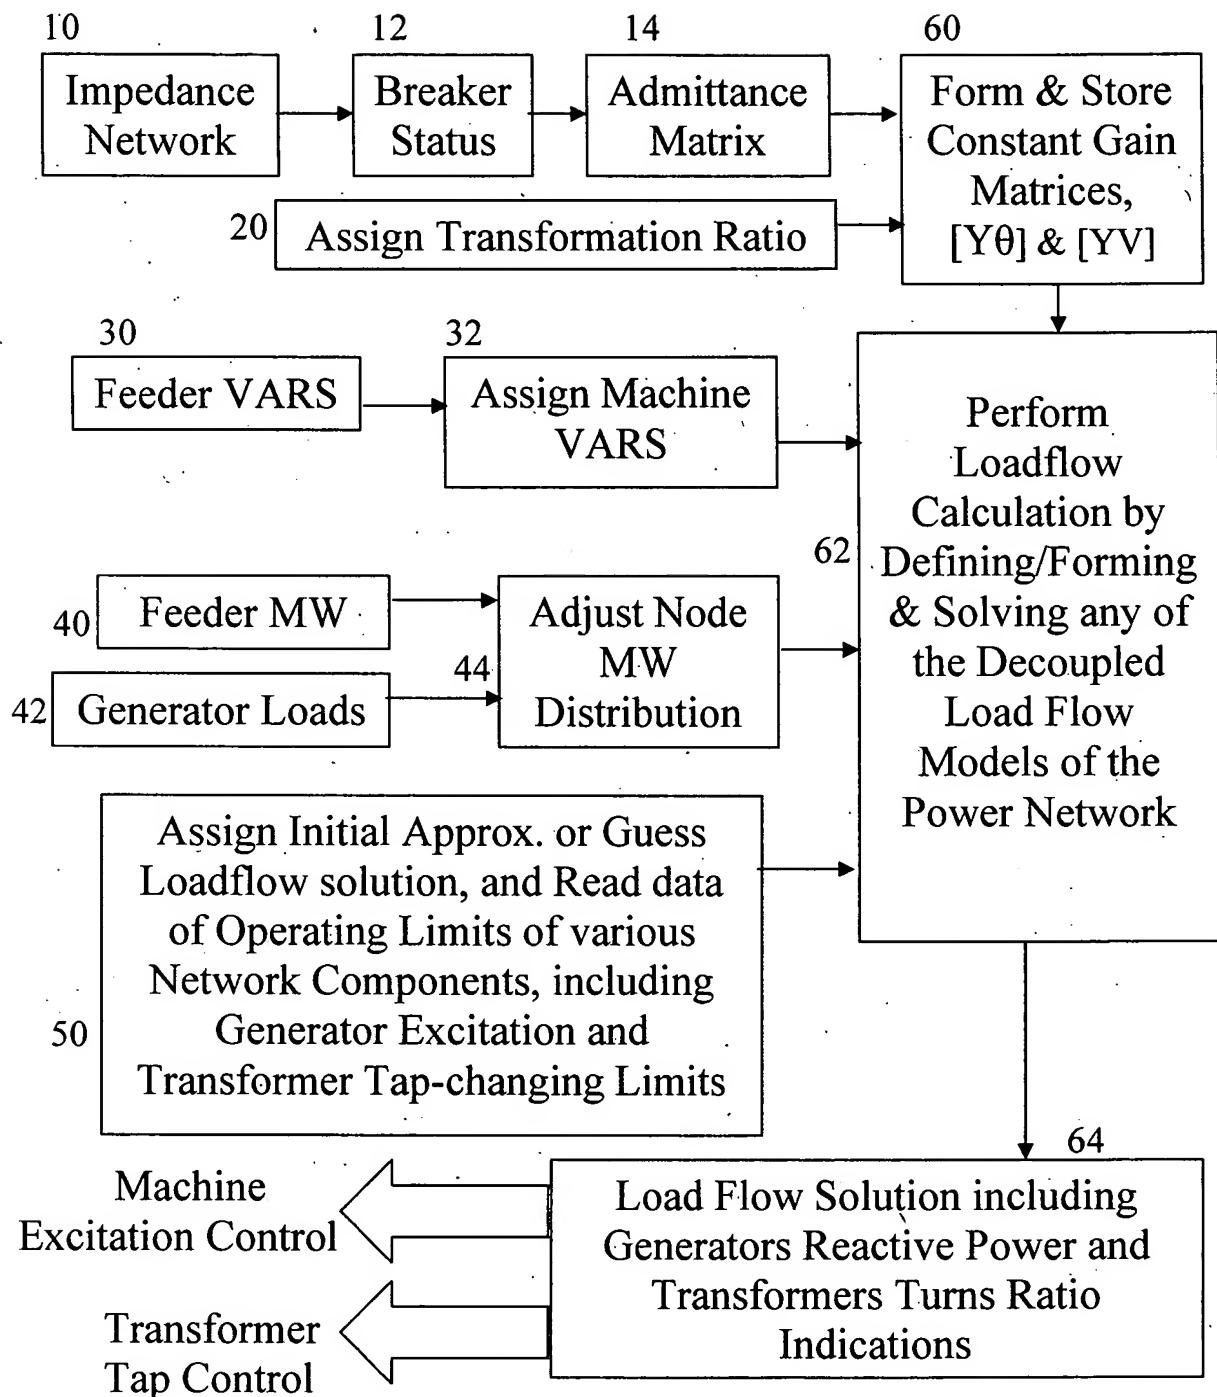 10
12
14
60
Impedance
Network
Breaker
Status
Admittance
Matrix
Form & Store
Constant Gain
Matrices,
[Yθ] & [YV]
20
Assign Transformation Ratio
30
Feeder VARS
32
Assign Machine
VARS
62
Perform
Loadflow
Calculation by
Defining/Forming
& Solving any of
the Decoupled
Load Flow
Models of the
Power Network
40
Feeder MW
42
Generator Loads
44
Adjust Node
MW
Distribution
50
Assign Initial Approx. or Guess
Loadflow solution, and Read data
of Operating Limits of various
Network Components, including
Generator Excitation and
Transformer Tap-changing Limits
64
Load Flow Solution including
Generators Reactive Power and
Transformers Turns Ratio
Indications
Machine
Excitation Control
Transformer
Tap Control